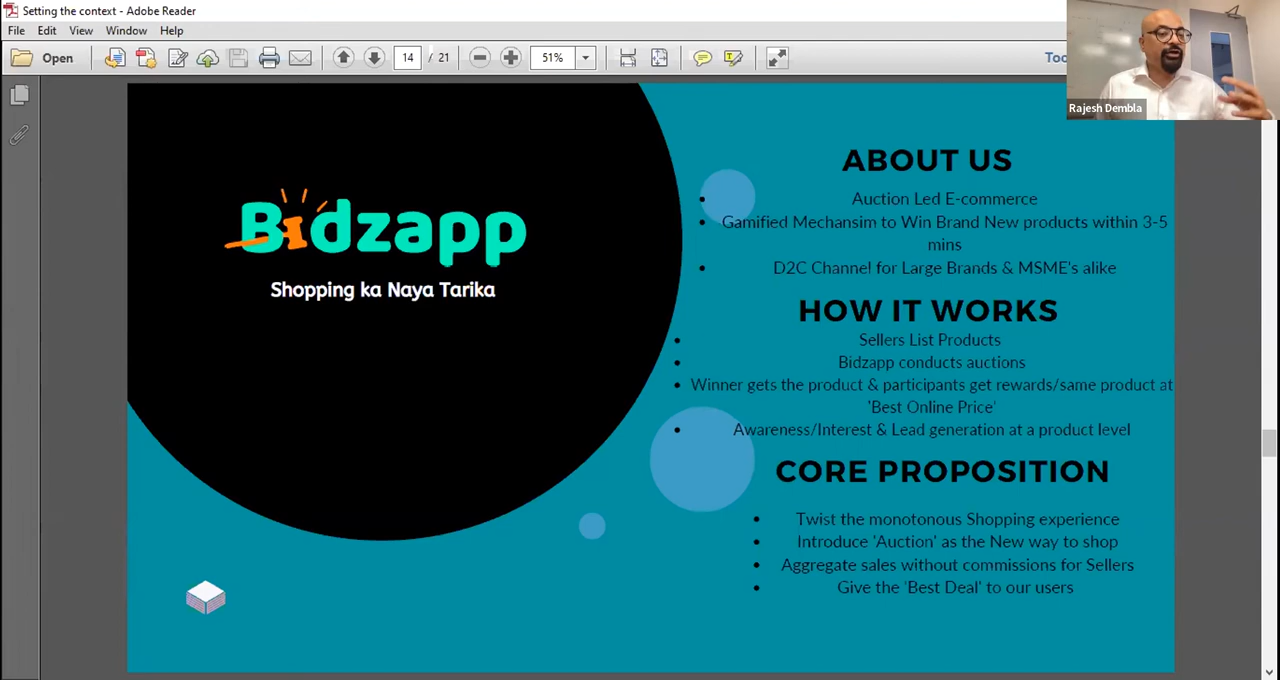 Setting the context - Adobe Reader
File Edit View Window Help
Open 14 / 21 51%
Rajesh Dembla
Bidzapp
Shopping ka Naya Tarika
ABOUT US
• Auction Led E-commerce
• Gamified Mechansim to Win Brand New products within 3-5
mins
• D2C Channel for Large Brands & MSME's alike
HOW IT WORKS
• Sellers List Products
• Bidzapp conducts auctions
• Winner gets the product & participants get rewards/same product at
'Best Online Price'
• Awareness/Interest & Lead generation at a product level
CORE PROPOSITION
• Twist the monotonous Shopping experience
• Introduce 'Auction' as the New way to shop
• Aggregate sales without commissions for Sellers
• Give the 'Best Deal' to our users